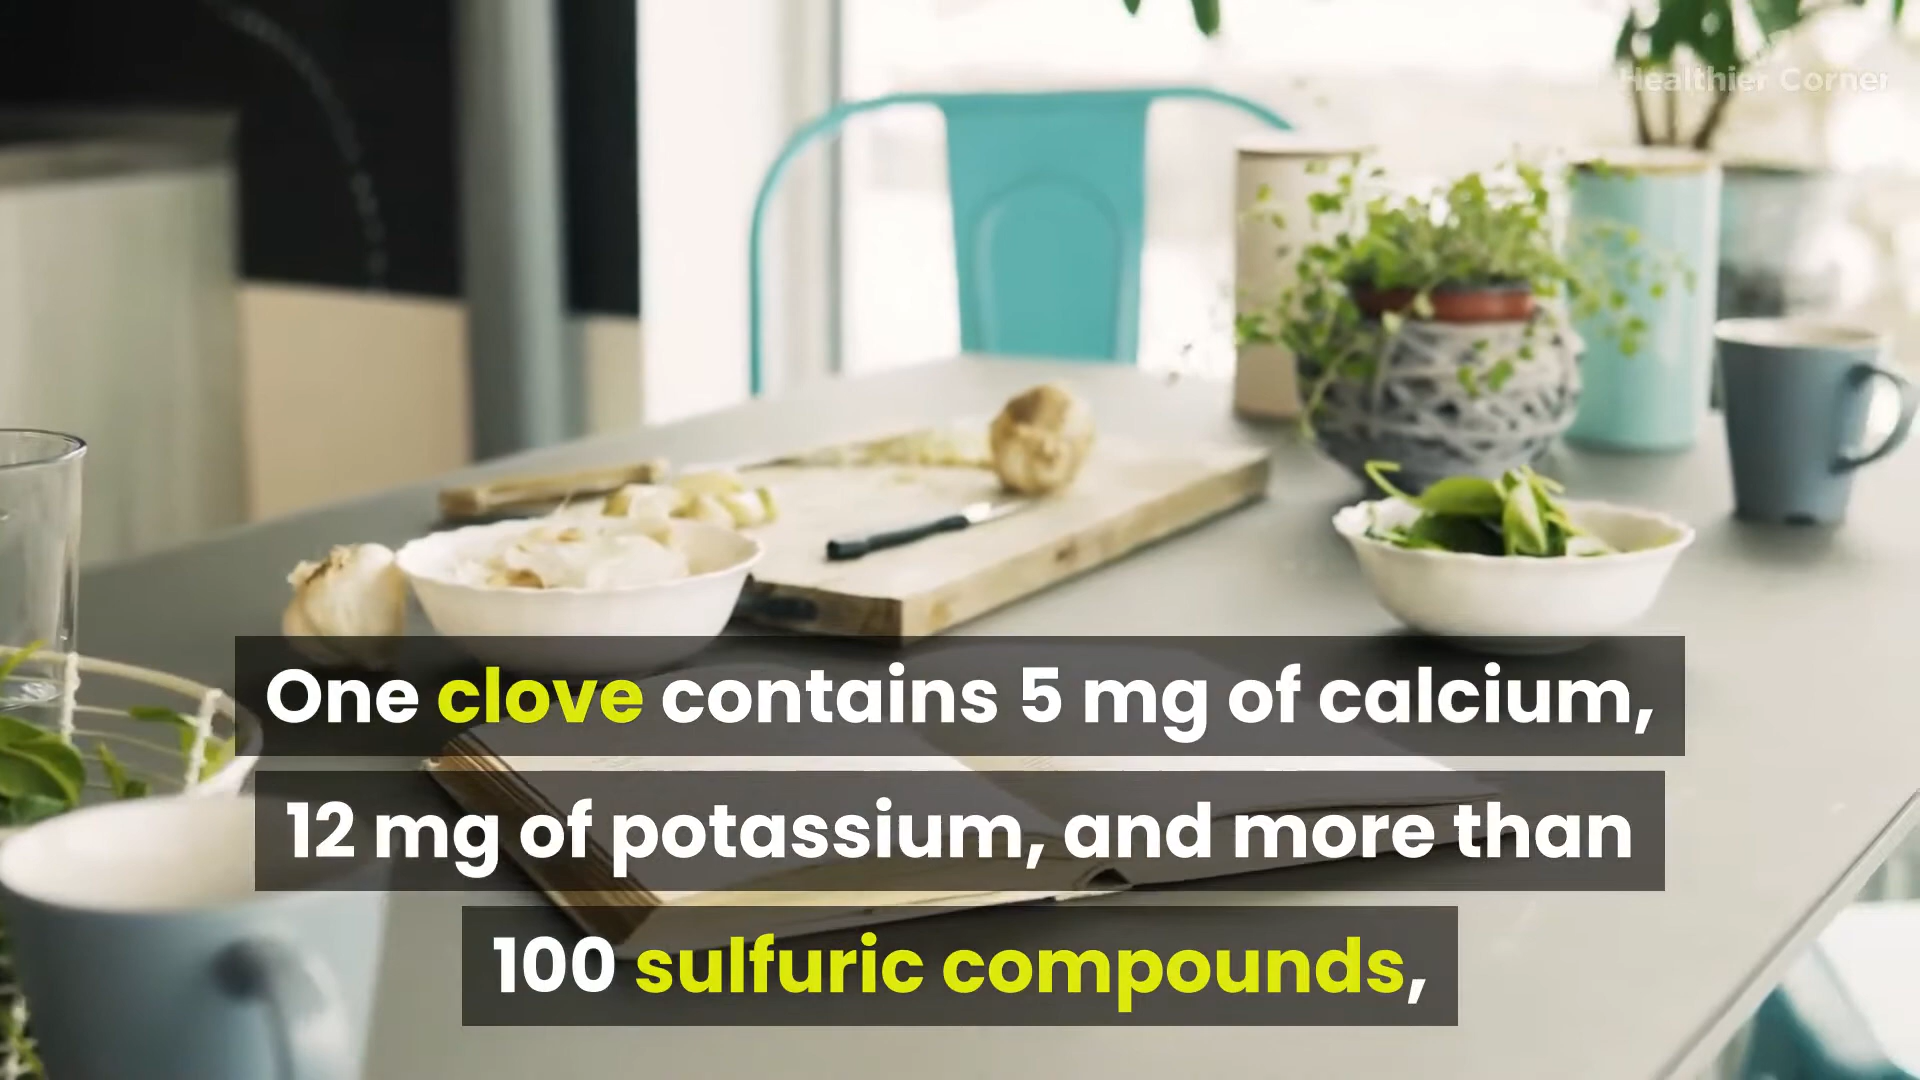 Healthier Corner
One clove contains 5 mg of calcium,
12 mg of potassium, and more than
100 sulfuric compounds,